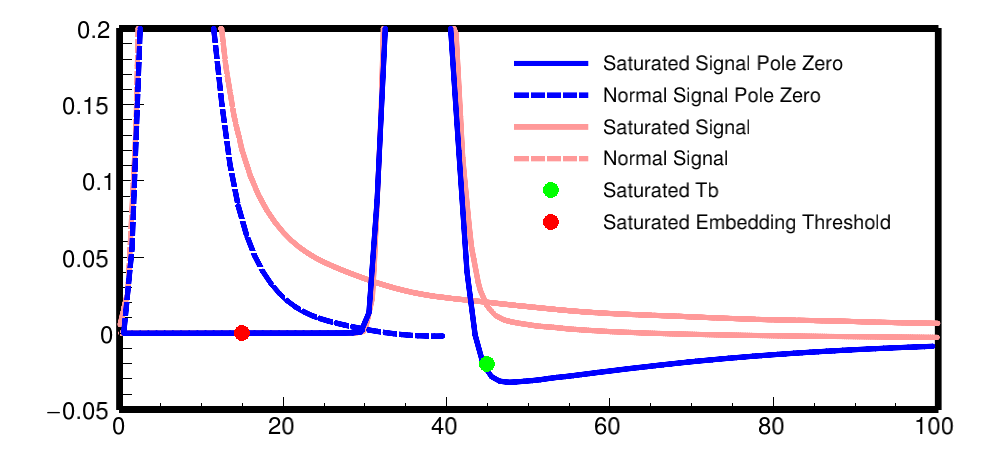 0.2
0.15
0.1
0.05
0
−0.05
0 20 40 60 80 100
Saturated Signal Pole Zero
Normal Signal Pole Zero
Saturated Signal
Normal Signal
Saturated Tb
Saturated Embedding Threshold